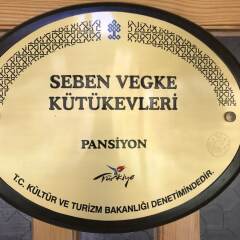 SEBEN VEGKE
KÜTÜKEVLERİ
PANSİYON
Türkiye
T.C. KÜLTÜR VE TURİZM BAKANLIĞI DENETİMİNDEDİR.